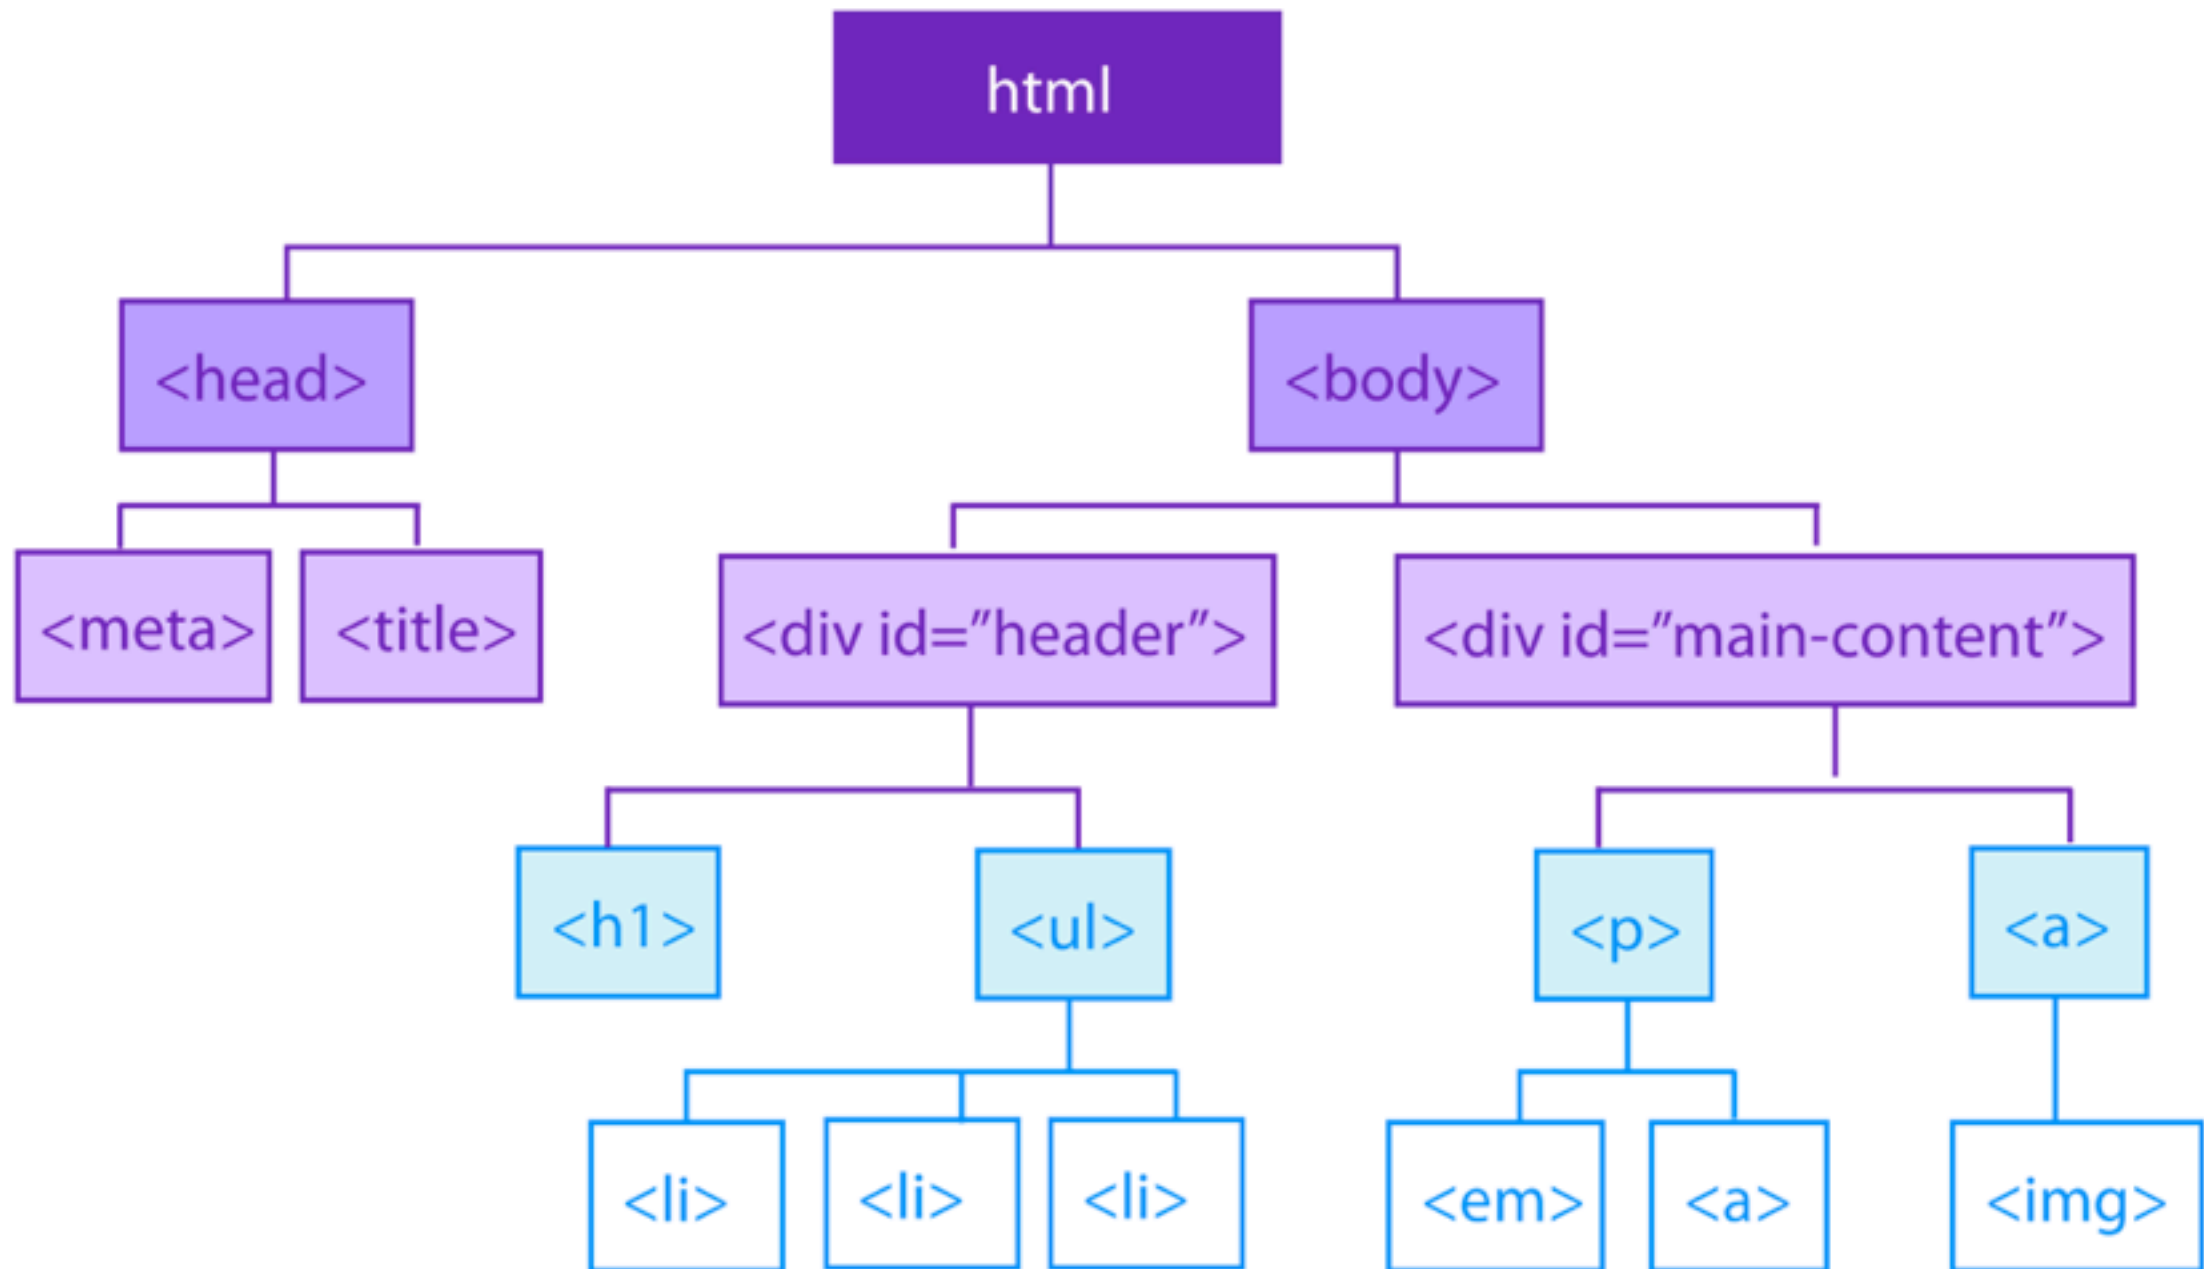 html
<head>
<body>
<meta>
<title>
<div id=”header”>
<div id=”main-content”>
<h1>
<ul>
<p>
<a>
<li>
<li>
<li>
<em>
<a>
<img>